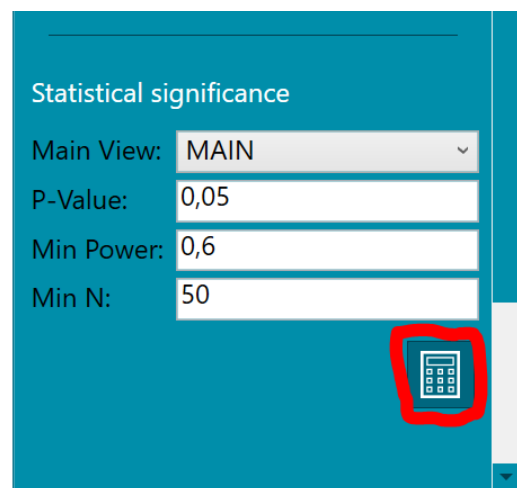 Statistical significance
Main View: MAIN
P-Value: 0,05
Min Power: 0,6
Min N: 50